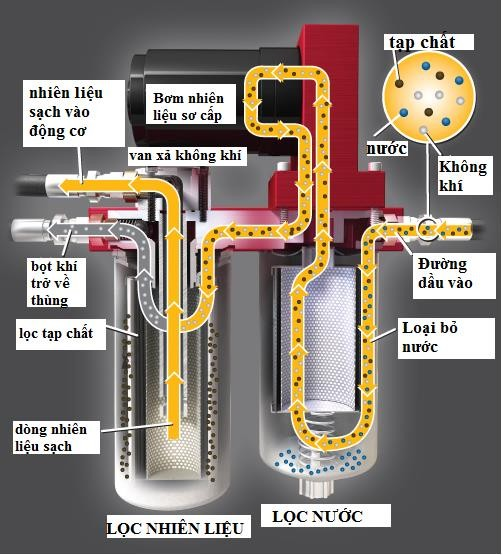 tạp chất
nhiên liệu
sạch vào
động cơ
Bơm nhiên
liệu sơ cấp
van xả không khí
nước
Không
khí
bọt khí
trở về
thùng
Đường
dầu vào
lọc tạp chất
Loại bỏ
nước
dòng nhiên
liệu sạch
LỌC NHIÊN LIỆU
LỌC NƯỚC